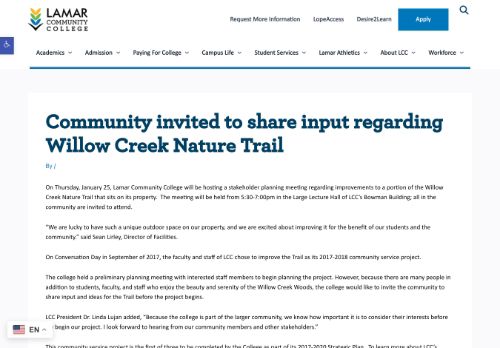 LAMAR
COMMUNITY
COLLEGE
Request More Information LopeAccess Desire2Learn Apply
Academics Admission Paying For College Campus Life Student Services Lamar Athletics About LCC Workforce
Community invited to share input regarding
Willow Creek Nature Trail
By /
On Thursday, January 25, Lamar Community College will be hosting a stakeholder planning meeting regarding improvements to a portion of the Willow
Creek Nature Trail that sits on its property. The meeting will be held from 5:30-7:00pm in the Large Lecture Hall of LCC's Bowman Building; all in the
community are invited to attend.
"We are lucky to have such a unique outdoor space on our property, and we are excited about improving it for the benefit of our students and the
community." said Sean Lirley, Director of Facilities.
On Conversation Day in September of 2017, the faculty and staff of LCC chose to improve the Trail as its 2017-2018 community service project.
The college held a preliminary planning meeting with interested staff members to begin planning the project. However, because there are many people in
addition to students, faculty, and staff who enjoy the beauty and serenity of the Willow Creek Woods, the college would like to invite the community to
share input and ideas for the Trail before the project begins.
LCC President Dr. Linda Lujan added, "Because the college is part of the larger community, we know how important it is to consider their interests before
begin our project. I look forward to hearing from our community members and other stakeholders."
EN
This community service project is the first of three to be completed by the College as part of its 2017-2020 Strategic Plan. To learn more about LCC's